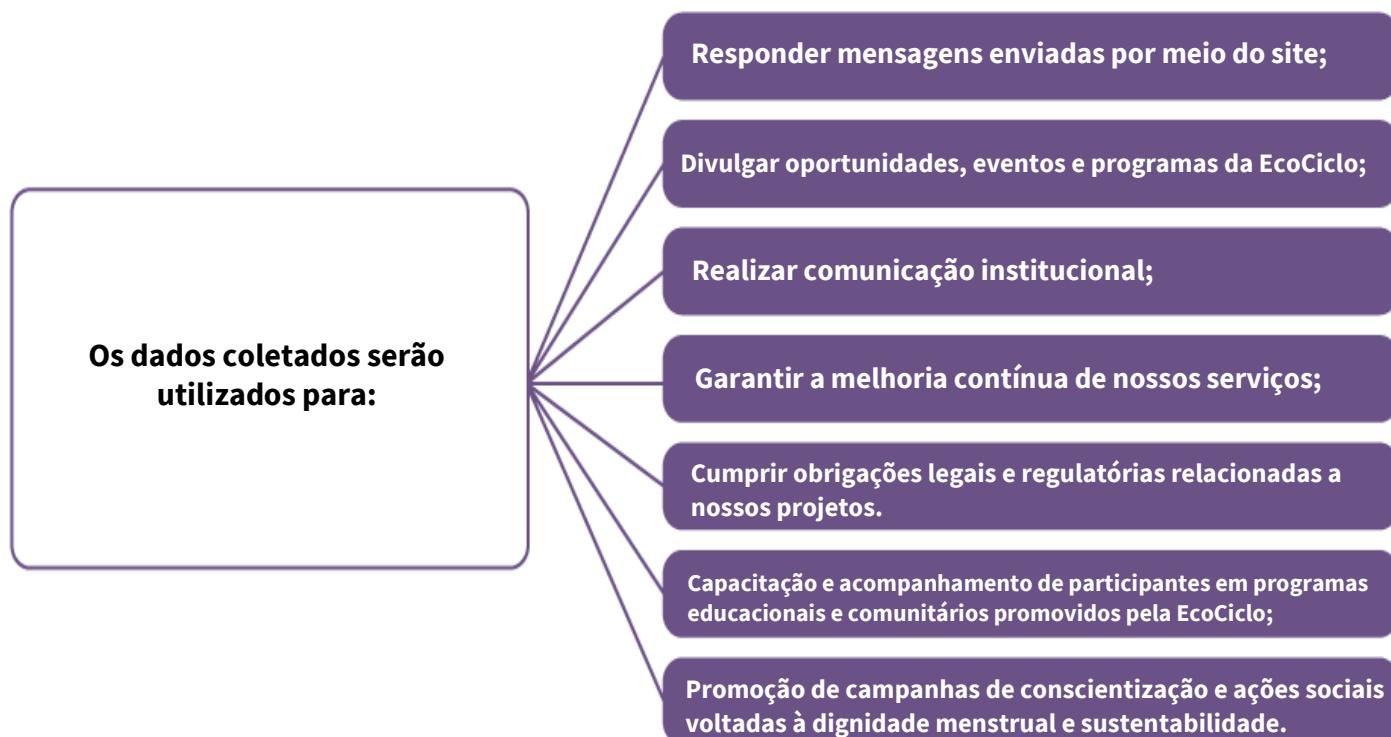 Os dados coletados serão
utilizados para:
Responder mensagens enviadas por meio do site;
Divulgar oportunidades, eventos e programas da EcoCiclo;
Realizar comunicação institucional;
Garantir a melhoria contínua de nossos serviços;
Cumprir obrigações legais e regulatórias relacionadas a
nossos projetos.
Capacitação e acompanhamento de participantes em programas
educacionais e comunitários promovidos pela EcoCiclo;
Promoção de campanhas de conscientização e ações sociais
voltadas à dignidade menstrual e sustentabilidade.